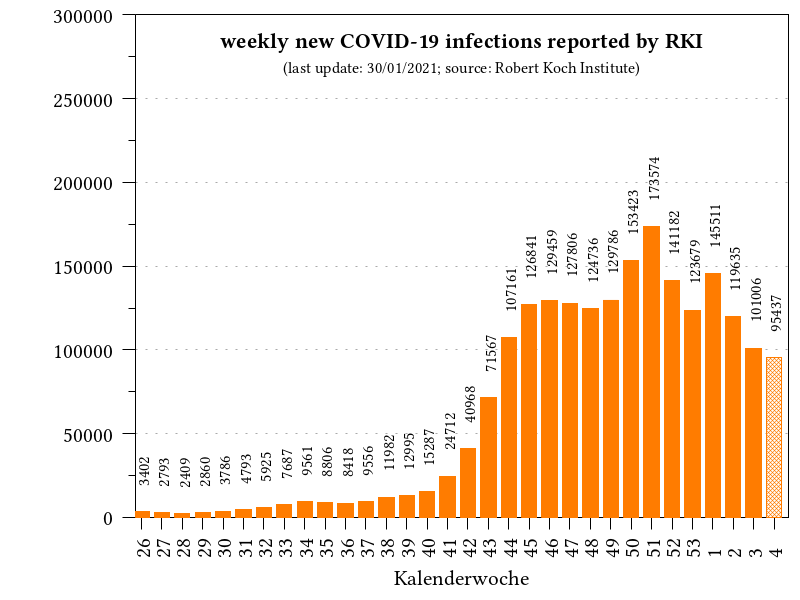 weekly new COVID-19 infections reported by RKI
(last update: 30/01/2021; source: Robert Koch Institute)
300000
250000
200000
150000
100000
50000
0
3402 2793 2409 2860 3786 4793 5925 7687 9561 8806 8418 9556 11982 12995 15287 24712 40968 71567 107161 126841 129459 127806 124736 129786 153423 173574 141182 123679 145511 119635 101006 95437
26 27 28 29 30 31 32 33 34 35 36 37 38 39 40 41 42 43 44 45 46 47 48 49 50 51 52 53 1 2 3 4
Kalenderwoche